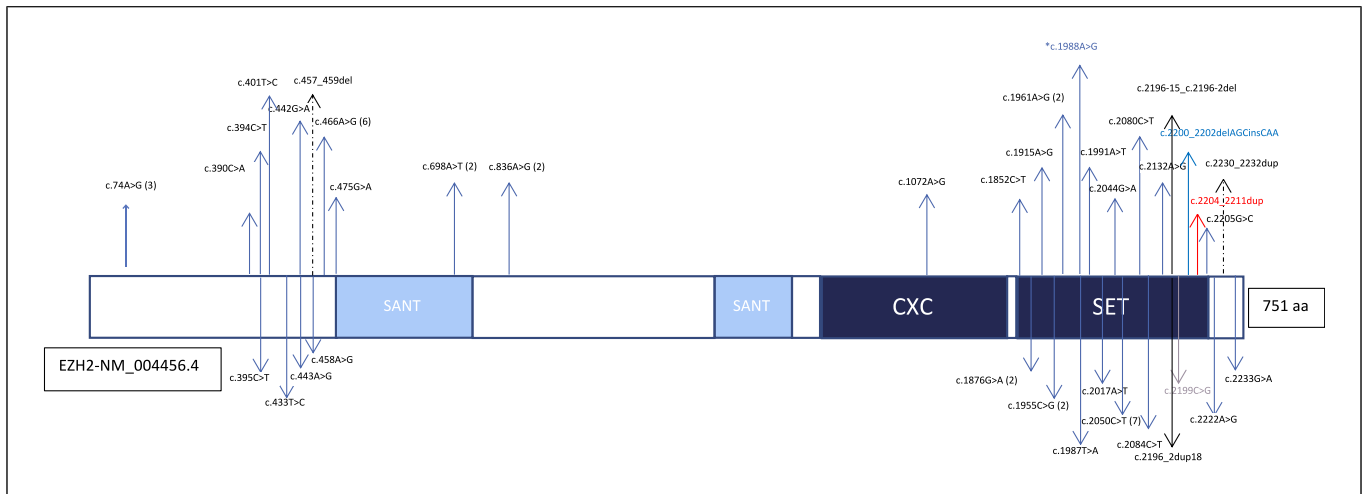 *c.1988A>G
c.401T>C
c.457_459del
c.2196-15_c.2196-2del
c.1961A>G (2)
c.442G>A
c.466A>G (6)
c.2080C>T
c.394C>T
c.2200_2202delAGCinsCAA
c.1915A>G
c.1991A>T
c.390C>A
c.698A>T (2)
c.836A>G (2)
c.2132A>G
c.2230_2232dup
c.74A>G (3)
c.475G>A
c.1072A>G
c.1852C>T
c.2044G>A
c.2204_2211dup
c.2205G>C
SANT
SANT
CXC
SET
751 aa
EZH2-NM_004456.4
c.458A>G
c.395C>T
c.443A>G
c.433T>C
c.1876G>A (2)
c.2017A>T
c.2199C>G
c.2233G>A
c.1955C>G (2)
c.2050C>T (7)
c.2222A>G
c.1987T>A
c.2084C>T
c.2196_2dup18